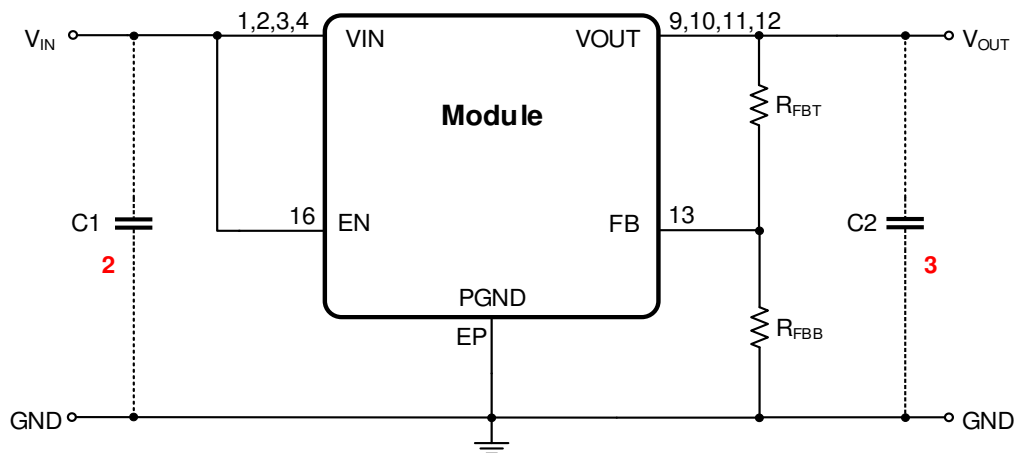 1,2,3,4
9,10,11,12
VIN
VIN
VOUT
VOUT
Module
RFBT
C1
16
EN
FB
13
C2
2
3
PGND
EP
RFBB
GND
GND